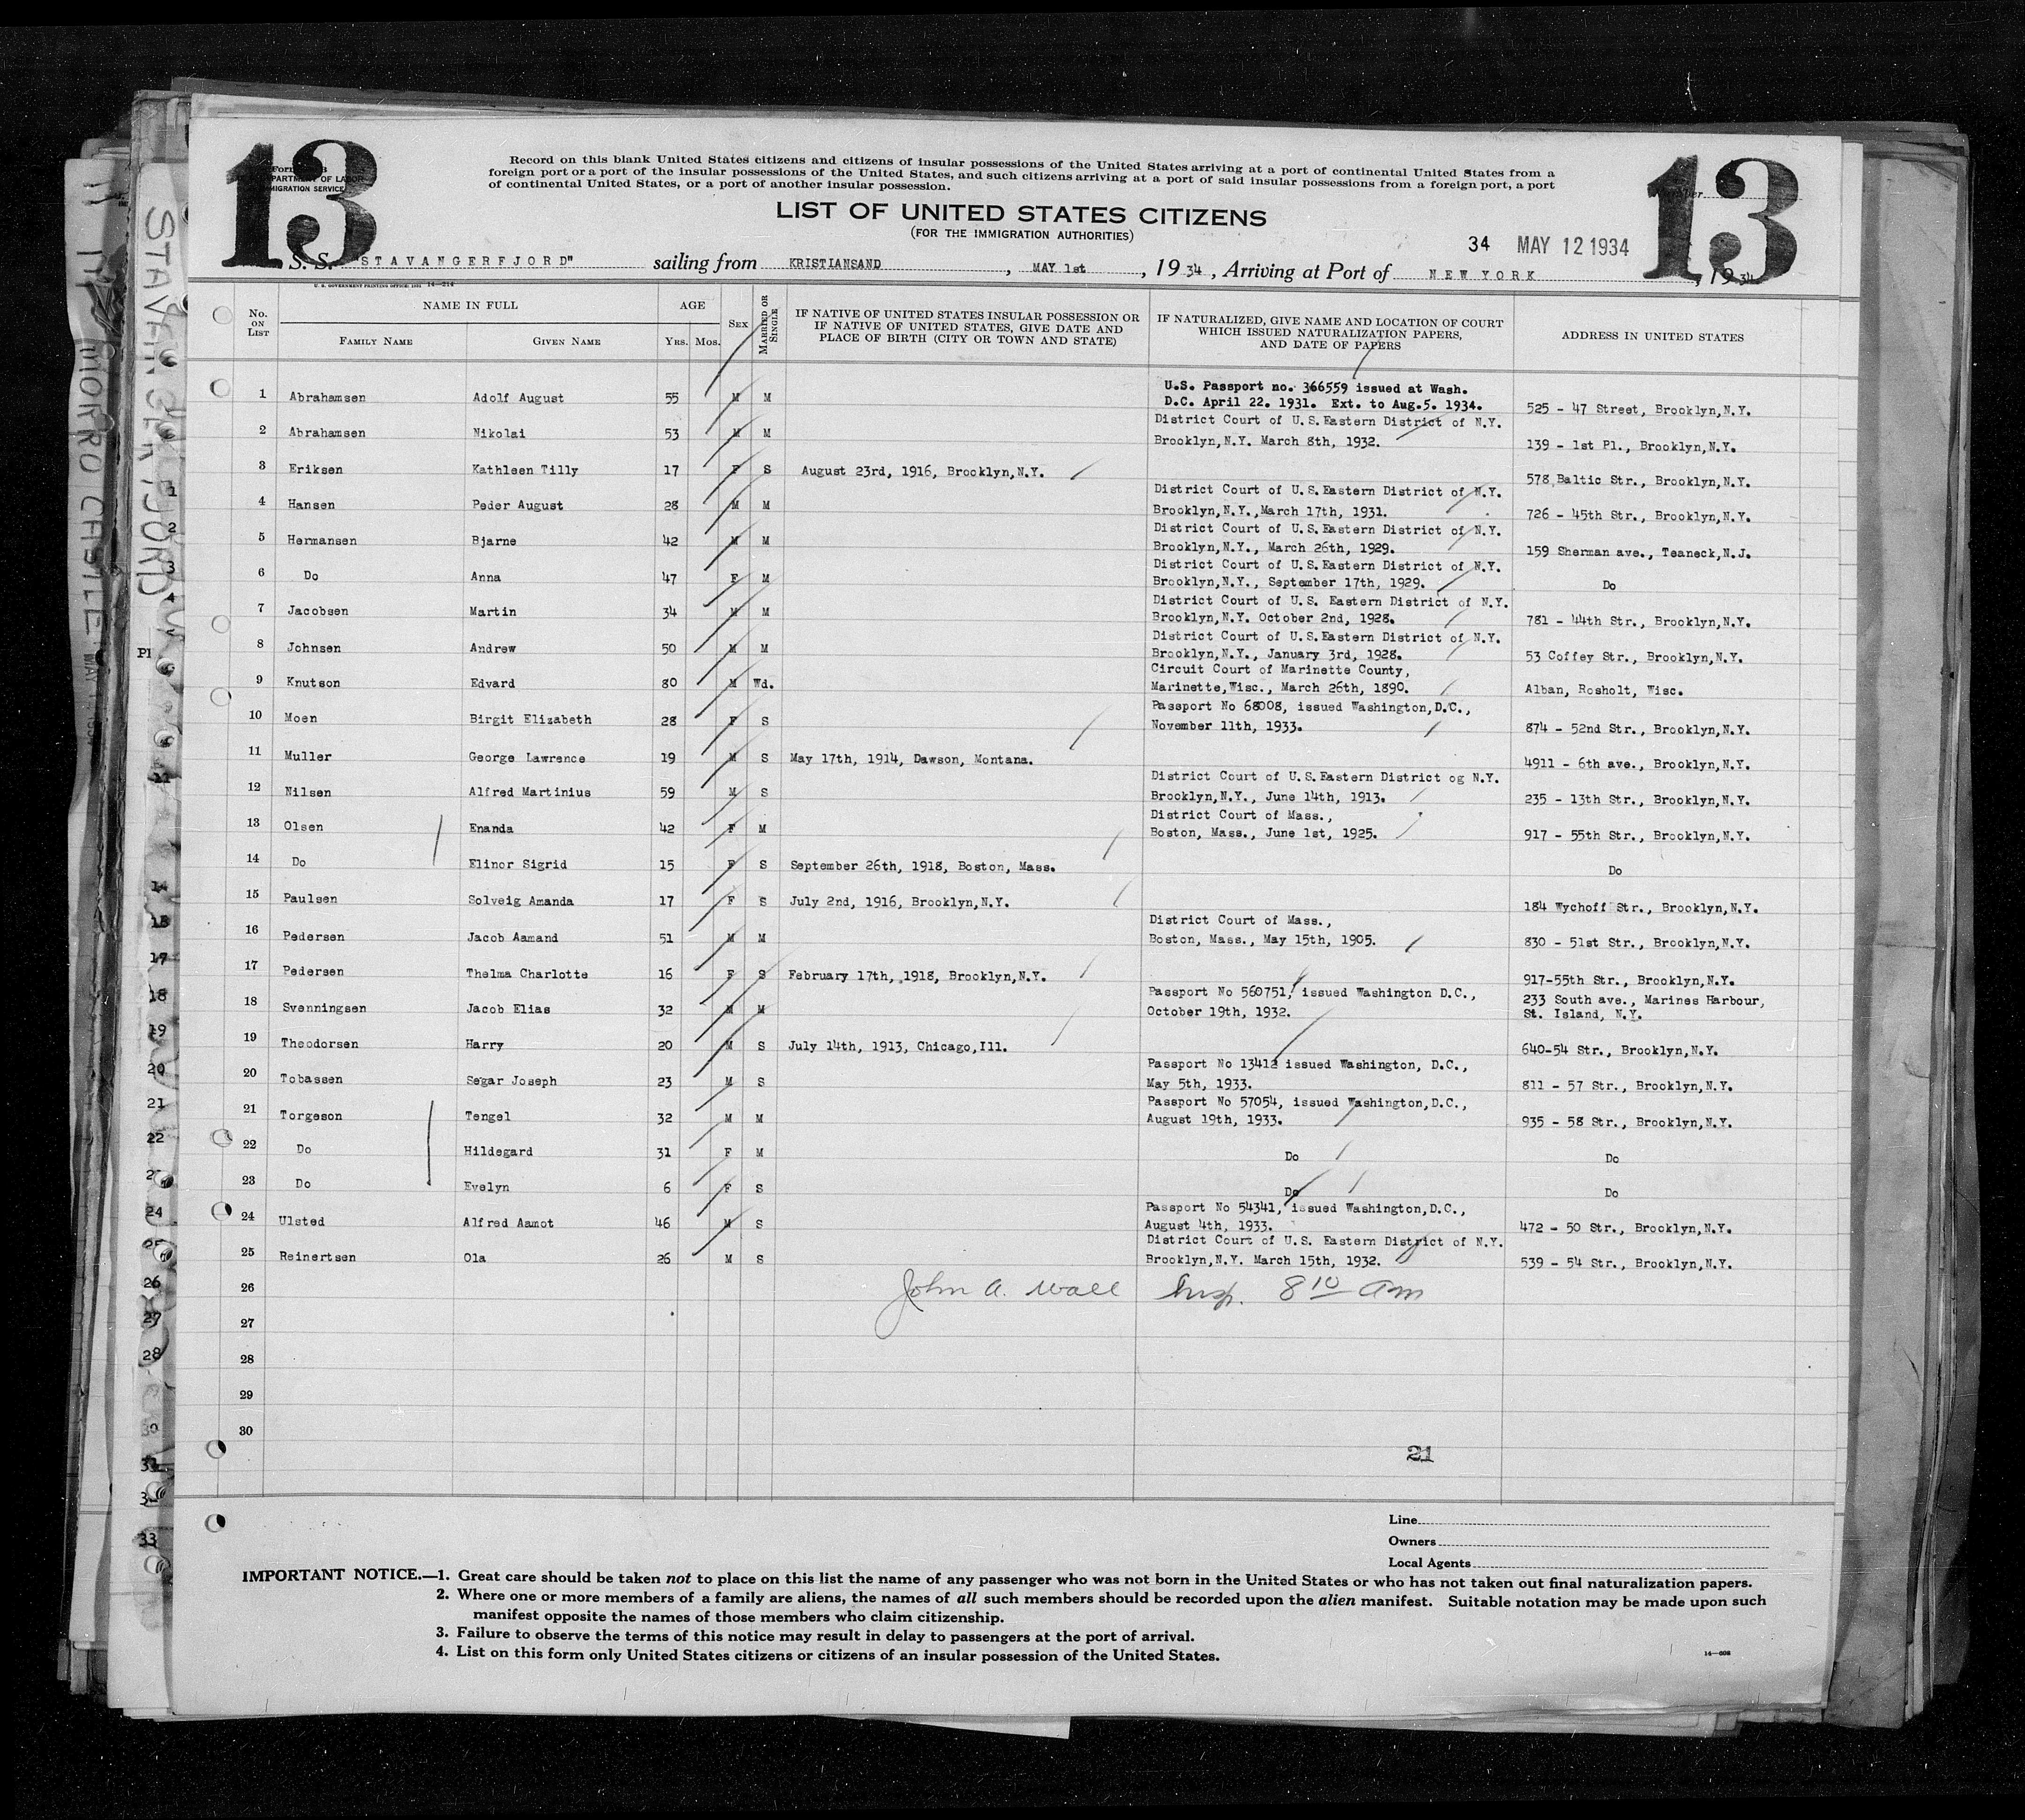 13
13
Record on this blank United States citizens and citizens of insular possessions of the United States arriving at a port of continental United States from a
foreign port or a port of the insular possessions of the United States, and such citizens arriving at a port of said insular possessions from a foreign port, a port
of continental United States, or a port of another insular possession.
LIST OF UNITED STATES CITIZENS
(FOR THE IMMIGRATION AUTHORITIES)
34 MAY 12 1934
S. S. "STAVANGERFJORD" sailing from KRISTIANSAND, MAY 1st, 1934, Arriving at Port of NEW YORK, 1934
U. S. GOVERNMENT PRINTING OFFICE: 1931 14—214
No. ON LIST
NAME IN FULL
FAMILY NAME GIVEN NAME
AGE
Yrs. Mos.
SEX
MARRIED OR SINGLE
IF NATIVE OF UNITED STATES INSULAR POSSESSION OR
IF NATIVE OF UNITED STATES, GIVE DATE AND
PLACE OF BIRTH (CITY OR TOWN AND STATE)
IF NATURALIZED, GIVE NAME AND LOCATION OF COURT
WHICH ISSUED NATURALIZATION PAPERS,
AND DATE OF PAPERS
ADDRESS IN UNITED STATES
1 Abrahamsen Adolf August 55 M M U.S. Passport no. 366559 issued at Wash.
D.C. April 22. 1931. Ext. to Aug.5. 1934. 525 - 47 Street, Brooklyn,N.Y.
2 Abrahamsen Nikolai 53 M M District Court of U.S.Eastern District of N.Y.
Brooklyn,N.Y. March 8th, 1932. 139 - 1st Pl., Brooklyn,N.Y.
3 Eriksen Kathleen Tilly 17 F S August 23rd, 1916, Brooklyn,N.Y. 578 Baltic Str., Brooklyn,N.Y.
4 Hansen Peder August 28 M M District Court of U.S.Eastern District of N.Y.
Brooklyn,N.Y.,March 17th, 1931. 726 - 45th Str., Brooklyn,N.Y.
5 Hermansen Bjarne 42 M M District Court of U.S.Eastern District of N.Y.
Brooklyn,N.Y., March 26th, 1929. 159 Sherman ave., Teaneck,N.J.
6 Do Anna 47 F M District Court of U.S.Eastern District of N.Y.
Brooklyn,N.Y., September 17th, 1929. Do
7 Jacobsen Martin 34 M M District Court of U.S. Eastern District of N.Y.
Brooklyn,N.Y. October 2nd, 1928. 781 - 44th Str., Brooklyn,N.Y.
8 Johnsen Andrew 50 M M District Court of U.S.Eastern District of N.Y.
Brooklyn,N.Y., January 3rd, 1928. 53 Coffey Str., Brooklyn,N.Y.
9 Knutson Edvard 80 M Wd. Circuit Court of Marinette County,
Marinette,Wisc., March 26th, 1890. Alban, Rosholt, Wisc.
10 Moen Birgit Elizabeth 28 F S Passport No 68008, issued Washington,D.C.,
November 11th, 1933. 874 - 52nd Str., Brooklyn,N.Y.
11 Muller George Lawrence 19 M S May 17th, 1914, Dawson, Montana. 4911 - 6th ave., Brooklyn,N.Y.
12 Nilsen Alfred Martinius 59 M S District Court of U.S.Eastern District og N.Y.
Brooklyn,N.Y., June 14th, 1913. 235 - 13th Str., Brooklyn,N.Y.
13 Olsen Enanda 42 F M District Court of Mass.,
Boston, Mass., June 1st, 1925. 917 - 55th Str., Brooklyn,N.Y.
14 Do Elinor Sigrid 15 F S September 26th, 1918, Boston, Mass. Do
15 Paulsen Solveig Amanda 17 F S July 2nd, 1916, Brooklyn,N.Y. 184 Wychoff Str., Brooklyn,N.Y.
16 Pedersen Jacob Aamand 51 M M District Court of Mass.,
Boston, Mass., May 15th, 1905. 830 - 51st Str., Brooklyn,N.Y.
17 Pedersen Thelma Charlotte 16 F S February 17th, 1918, Brooklyn,N.Y. 917-55th Str., Brooklyn,N.Y.
18 Svenningsen Jacob Elias 32 M M Passport No 560751, issued Washington D.C.,
October 19th, 1932. 233 South ave., Marines Harbour,
St. Island, N.Y.
19 Theodorsen Harry 20 M S July 14th, 1913, Chicago,Ill. 640-54 Str., Brooklyn,N.Y.
20 Tobassen Segar Joseph 23 M S Passport No 13412 issued Washington, D.C.,
May 5th, 1933. 811 - 57 Str., Brooklyn,N.Y.
21 Torgeson Tengel 32 M M Passport No 57054, issued Washington,D.C.,
August 19th, 1933. 935 - 58 Str., Brooklyn,N.Y.
22 Do Hildegard 31 F M Do Do
23 Do Evelyn 6 F S Do Do
24 Ulsted Alfred Aamot 46 M S Passport No 54341, issued Washington,D.C.,
August 4th, 1933. 472 - 50 Str., Brooklyn,N.Y.
25 Reinertsen Ola 26 M S District Court of U.S. Eastern District of N.Y.
Brooklyn,N.Y. March 15th, 1932. 539 - 54 Str., Brooklyn,N.Y.
26 John A. Wall Insp. 8 10 am
27
28
29
30
21
Line
Owners
Local Agents
IMPORTANT NOTICE.—1. Great care should be taken not to place on this list the name of any passenger who was not born in the United States or who has not taken out final naturalization papers.
2. Where one or more members of a family are aliens, the names of all such members should be recorded upon the alien manifest. Suitable notation may be made upon such
manifest opposite the names of those members who claim citizenship.
3. Failure to observe the terms of this notice may result in delay to passengers at the port of arrival.
4. List on this form only United States citizens or citizens of an insular possession of the United States.
14—608
STAVANGERFJORD
MORRO CASTLE